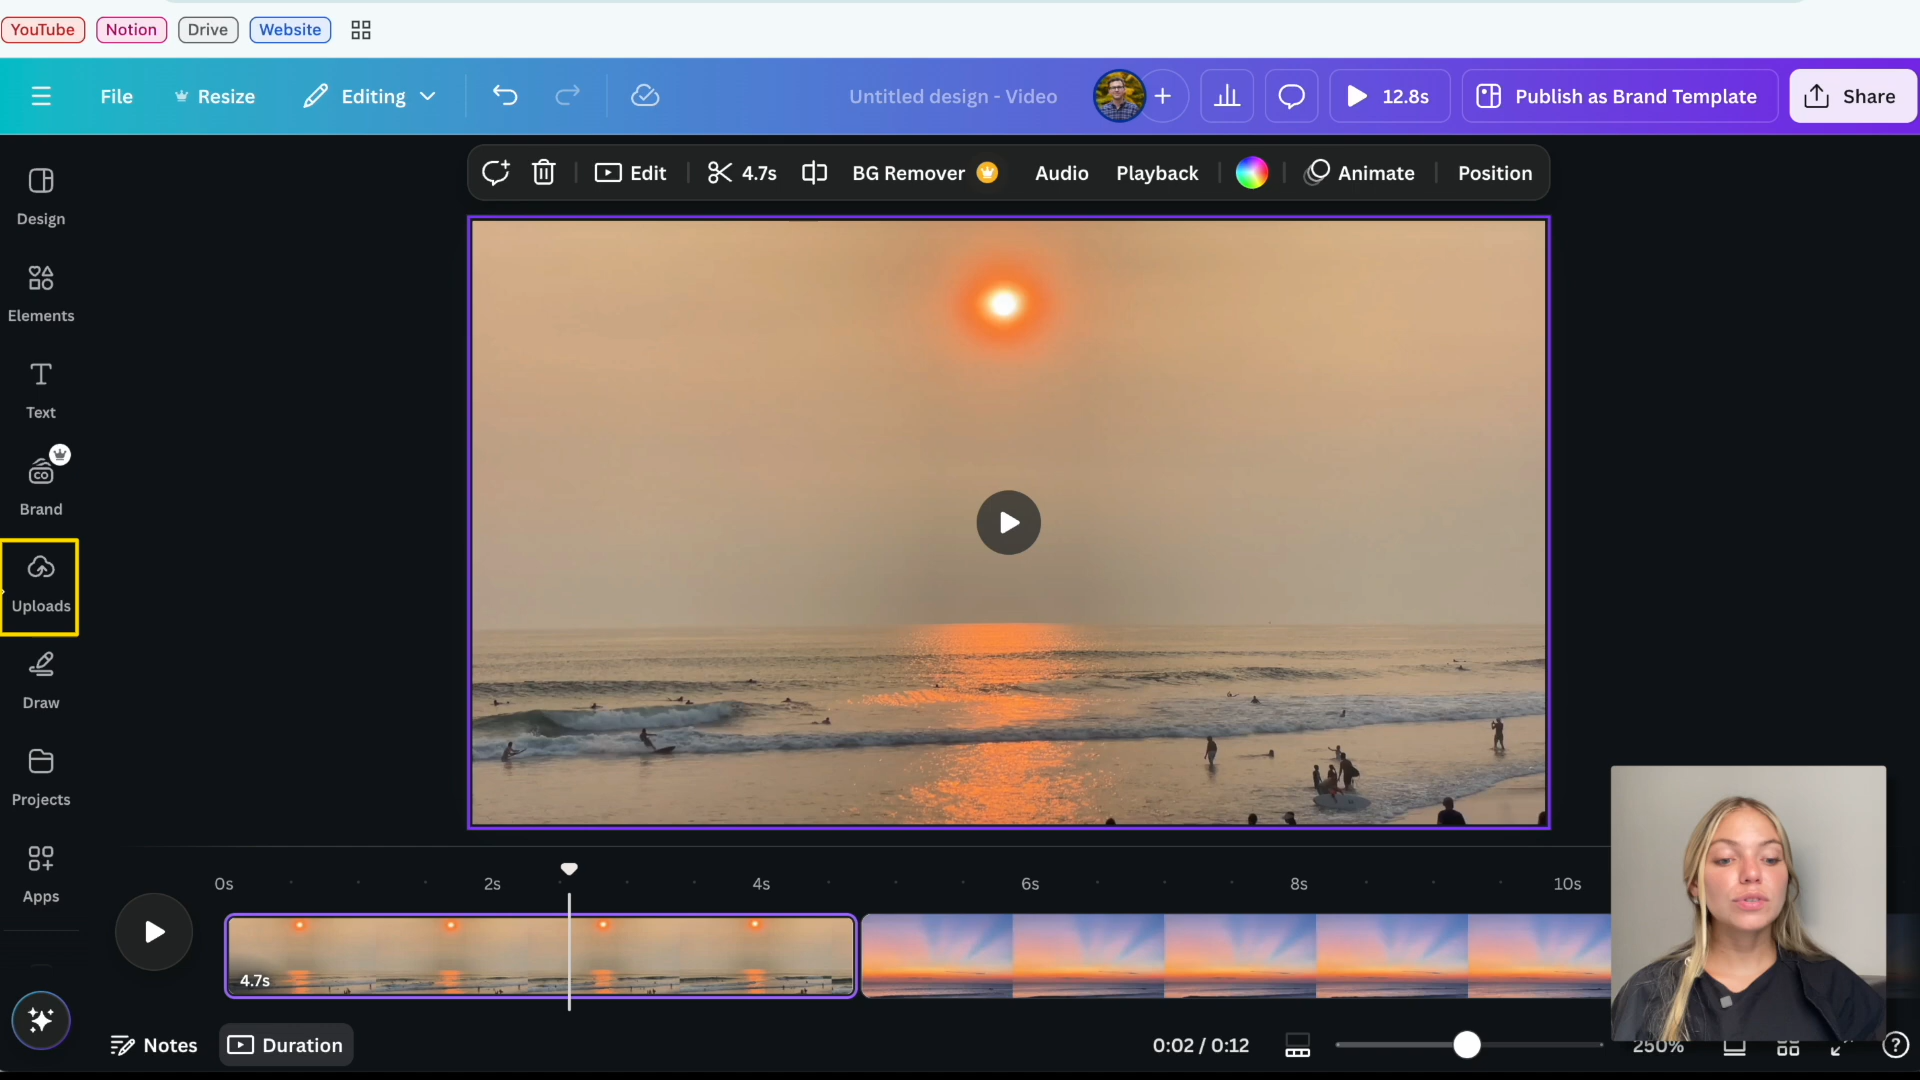 YouTube Notion Drive Website
File Resize Editing Untitled design - Video 12.8s Publish as Brand Template Share
4.7s Edit BG Remover Audio Playback Animate Position
Design
Elements
Text
CO
Brand
Uploads
Draw
Projects
Apps
0s 2s 4s 6s 8s 10s
4.7s
Notes Duration 0:02 / 0:12 250% ?